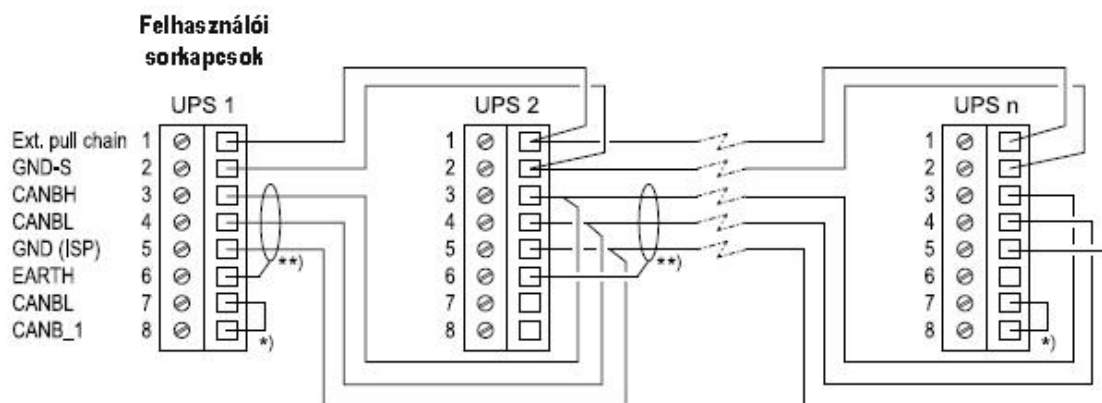 Felhasználói
sorkapcsok
UPS 1
UPS 2
UPS n
Ext. pull chain 1
GND-S 2
CANBH 3
CANBL 4
GND (ISP) 5
EARTH 6
CANBL 7
CANB_1 8
**)
*)
1
2
3
4
5
6
7
8
**)
1
2
3
4
5
6
7
8
*)